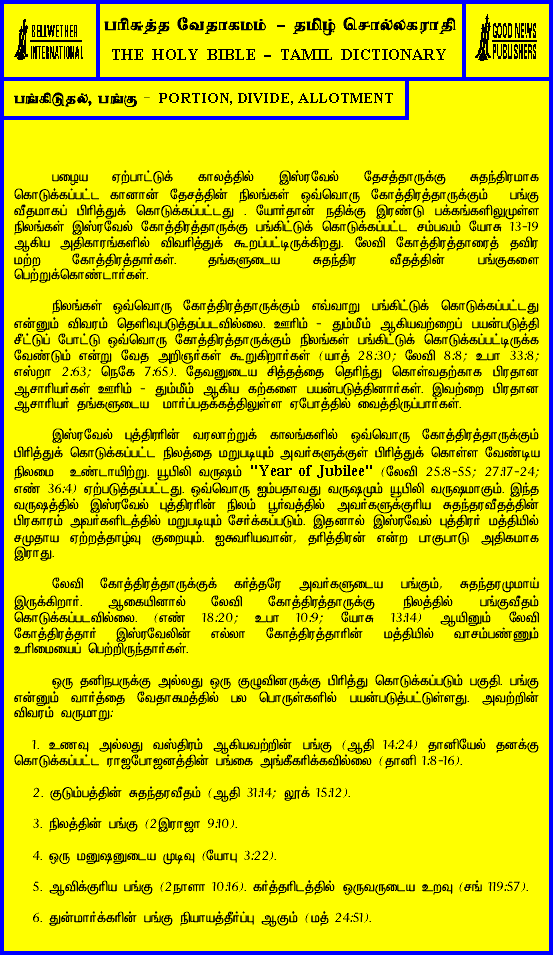 BELLWETHER
INTERNATIONAL
பரிசுத்த வேதாகமம் - தமிழ் சொல்லகராதி
THE HOLY BIBLE - TAMIL DICTIONARY
GOOD NEWS
PUBLISHERS
பங்கிடுதல், பங்கு - PORTION, DIVIDE, ALLOTMENT
பழைய ஏற்பாட்டுக் காலத்தில் இஸ்ரவேல் தேசத்தாருக்கு சுதந்திரமாக
கொடுக்கப்பட்ட கானான் தேசத்தின் நிலங்கள் ஒவ்வொரு கோத்திரத்தாருக்கும் பங்கு
வீதமாகப் பிரித்துக் கொடுக்கப்பட்டது . யோர்தான் நதிக்கு இரண்டு பக்கங்களிலுமுள்ள
நிலங்கள் இஸ்ரவேல் கோத்திரத்தாருக்கு பங்கிட்டுக் கொடுக்கப்பட்ட சம்பவம் யோசு 13-19
ஆகிய அதிகாரங்களில் விவரித்துக் கூறப்பட்டிருக்கிறது. லேவி கோத்திரத்தாரைத் தவிர
மற்ற கோத்திரத்தார்கள். தங்களுடைய சுதந்திர வீதத்தின் பங்குகளை
பெற்றுக்கொண்டார்கள்.
நிலங்கள் ஒவ்வொரு கோத்திரத்தாருக்கும் எவ்வாறு பங்கிட்டுக் கொடுக்கப்பட்டது
என்னும் விவரம் தெளிவுபடுத்தப்படவில்லை. ஊரிம் - தும்மீம் ஆகியவற்றைப் பயன்படுத்தி
சீட்டுப் போட்டு ஒவ்வொரு கோத்திரத்தாருக்கும் நிலங்கள் பங்கிட்டுக் கொடுக்கப்பட்டிருக்க
வேண்டும் என்று வேத அறிஞர்கள் கூறுகிறார்கள் (யாத் 28:30; லேவி 8:8; உபா 33:8;
எஸ்றா 2:63; நெகே 7:65). தேவனுடைய சித்தத்தை தெரிந்து கொள்வதற்காக பிரதான
ஆசாரியர்கள் ஊரிம் - தும்மீம் ஆகிய கற்களை பயன்படுத்தினார்கள். இவற்றை பிரதான
ஆசாரியர் தங்களுடைய மார்ப்பதக்கத்திலுள்ள ஏபோத்தில் வைத்திருப்பார்கள்.
இஸ்ரவேல் புத்திரரின் வரலாற்றுக் காலங்களில் ஒவ்வொரு கோத்திரத்தாருக்கும்
பிரித்துக் கொடுக்கப்பட்ட நிலத்தை மறுபடியும் அவர்களுக்குள் பிரித்துக் கொள்ள வேண்டிய
நிலமை உண்டாயிற்று. யூபிலி வருஷம் "Year of Jubilee" (லேவி 25:8-55; 27:17-24;
எண் 36:4) ஏற்படுத்தப்பட்டது. ஒவ்வொரு ஐம்பதாவது வருஷமும் யூபிலி வருஷமாகும். இந்த
வருஷத்தில் இஸ்ரவேல் புத்திரரின் நிலம் பூர்வத்தில் அவர்களுக்குரிய சுதந்தரவீதத்தின்
பிரகாரம் அவர்களிடத்தில் மறுபடியும் சேர்க்கப்படும். இதனால் இஸ்ரவேல் புத்திரர் மத்தியில்
சமுதாய ஏற்றத்தாழ்வு குறையும். ஐசுவரியவான், தரித்திரன் என்ற பாகுபாடு அதிகமாக
இராது.
லேவி கோத்திரத்தாருக்குக் கர்த்தரே அவர்களுடைய பங்கும், சுதந்தரமுமாய்
இருக்கிறார். ஆகையினால் லேவி கோத்திரத்தாருக்கு நிலத்தில் பங்குவீதம்
கொடுக்கப்படவில்லை. (எண் 18:20; உபா 10:9; யோசு 13:14) ஆயினும் லேவி
கோத்திரத்தார் இஸ்ரவேலின் எல்லா கோத்திரத்தாரின் மத்தியில் வாசம்பண்ணும்
உரிமையைப் பெற்றிருந்தார்கள்.
ஒரு தனிநபருக்கு அல்லது ஒரு குழுவினருக்கு பிரித்து கொடுக்கப்படும் பகுதி. பங்கு
என்னும் வார்த்தை வேதாகமத்தில் பல பொருள்களில் பயன்படுத்பட்டுள்ளது. அவற்றின்
விவரம் வருமாறு:
1. உணவு அல்லது வஸ்திரம் ஆகியவற்றின் பங்கு (ஆதி 14:24) தானியேல் தனக்கு
கொடுக்கப்பட்ட ராஜபோஜனத்தின் பங்கை அங்கீகரிக்கவில்லை (தானி 1:8-16).
2. குடும்பத்தின் சுதந்தரவீதம் (ஆதி 31:14; லூக் 15:12).
3. நிலத்தின் பங்கு (2இராஜா 9:10).
4. ஒரு மனுஷனுடைய முடிவு (யோபு 3:22).
5. ஆவிக்குரிய பங்கு (2நாளா 10:16). கர்த்தரிடத்தில் ஒருவருடைய உறவு (சங் 119:57).
6. துன்மார்க்கரின் பங்கு நியாயத்தீர்ப்பு ஆகும் (மத் 24:51).